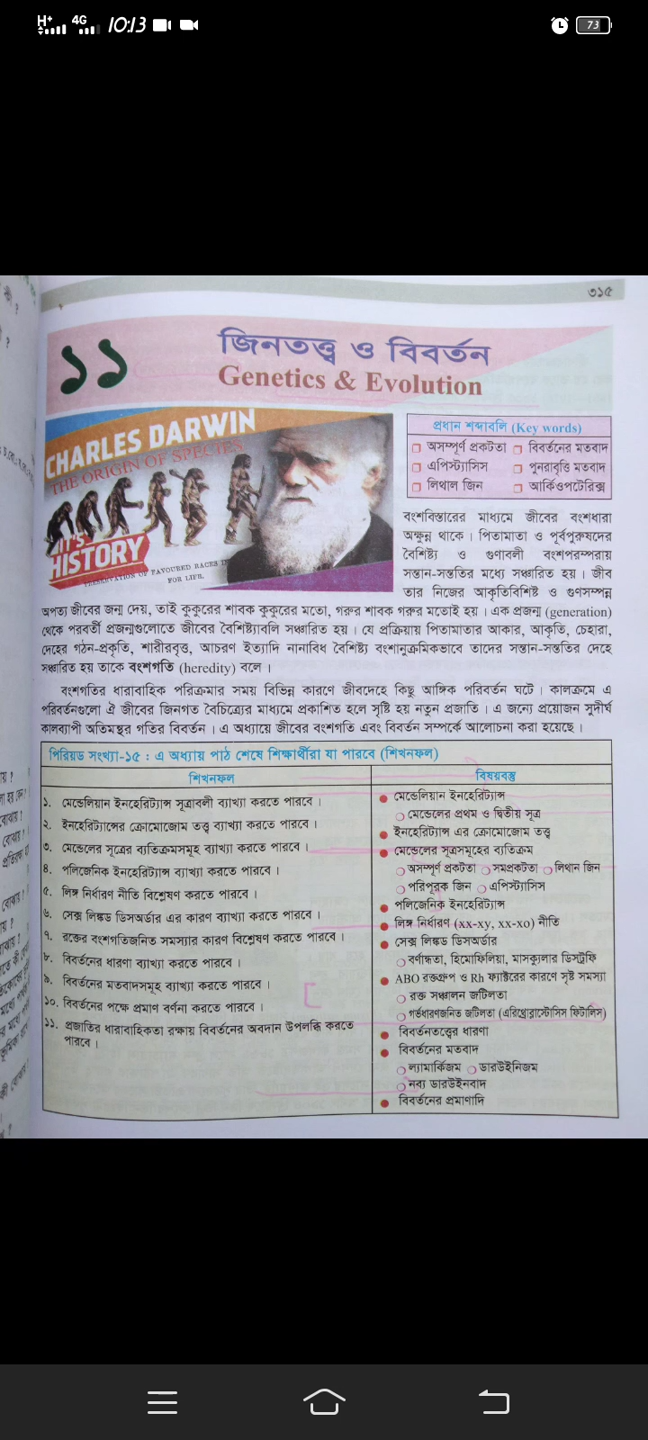 10:13
73
৩১৫
১১
জিনতত্ত্ব ও বিবর্তন
Genetics & Evolution
CHARLES DARWIN
THE ORIGIN OF SPECIES
IT'S
HISTORY
PRESERVATION OF FAVOURED RACES
FOR LIFE.
প্রধান শব্দাবলি (Key words)
অসম্পূর্ণ প্রকটতা বিবর্তনের মতবাদ
এপিস্ট্যাসিস পুনরাবৃত্তি মতবাদ
লিথাল জিন আর্কিওপটেরিক্স
বংশবিস্তারের মাধ্যমে জীবের বংশধারা
অক্ষুন্ন থাকে । পিতামাতা ও পূর্বপুরুষদের
বৈশিষ্ট্য ও গুণাবলী বংশপরম্পরায়
সন্তান-সন্ততির মধ্যে সঞ্চারিত হয় । জীব
তার নিজের আকৃতিবিশিষ্ট ও গুণসম্পন্ন
অপত্য জীবের জন্ম দেয়, তাই কুকুরের শাবক কুকুরের মতো, গরুর শাবক গরুর মতোই হয় । এক প্রজন্ম (generation)
থেকে পরবর্তী প্রজন্মগুলোতে জীবের বৈশিষ্ট্যাবলি সঞ্চারিত হয় । যে প্রক্রিয়ায় পিতামাতার আকার, আকৃতি, চেহারা,
দেহের গঠন-প্রকৃতি, শারীরবৃত্ত, আচরণ ইত্যাদি নানাবিধ বৈশিষ্ট্য বংশানুক্রমিকভাবে তাদের সন্তান-সন্ততির দেহে
সঞ্চারিত হয় তাকে বংশগতি (heredity) বলে ।
বংশগতির ধারাবাহিক পরিক্রমার সময় বিভিন্ন কারণে জীবদেহে কিছু আঙ্গিক পরিবর্তন ঘটে । কালক্রমে এ
পরিবর্তনগুলো ঐ জীবের জিনগত বৈচিত্র্যের মাধ্যমে প্রকাশিত হলে সৃষ্টি হয় নতুন প্রজাতি । এ জন্যে প্রয়োজন সুদীর্ঘ
কালব্যাপী অতিমন্থর গতির বিবর্তন । এ অধ্যায়ে জীবের বংশগতি এবং বিবর্তন সম্পর্কে আলোচনা করা হয়েছে ।
পিরিয়ড সংখ্যা-১৫ : এ অধ্যায় পাঠ শেষে শিক্ষার্থীরা যা পারবে (শিখনফল)
শিখনফল
১. মেন্ডেলিয়ান ইনহেরিট্যান্স সূত্রাবলী ব্যাখ্যা করতে পারবে ।
২. ইনহেরিট্যান্সের ক্রোমোজোম তত্ত্ব ব্যাখ্যা করতে পারবে ।
৩. মেন্ডেলের সূত্রের ব্যতিক্রমসমূহ ব্যাখ্যা করতে পারবে ।
৪. পলিজেনিক ইনহেরিট্যান্স ব্যাখ্যা করতে পারবে ।
৫. লিঙ্গ নির্ধারণ নীতি বিশ্লেষণ করতে পারবে ।
৬. সেক্স লিঙ্কড ডিসঅর্ডার এর কারণ ব্যাখ্যা করতে পারবে ।
৭. রক্তের বংশগতিজনিত সমস্যার কারণ বিশ্লেষণ করতে পারবে ।
৮. বিবর্তনের ধারণা ব্যাখ্যা করতে পারবে ।
৯. বিবর্তনের মতবাদসমূহ ব্যাখ্যা করতে পারবে ।
১০. বিবর্তনের পক্ষে প্রমাণ বর্ণনা করতে পারবে ।
১১. প্রজাতির ধারাবাহিকতা রক্ষায় বিবর্তনের অবদান উপলব্ধি করতে
পারবে ।
বিষয়বস্তু
মেন্ডেলিয়ান ইনহেরিট্যান্স
মেন্ডেলের প্রথম ও দ্বিতীয় সূত্র
ইনহেরিট্যান্স এর ক্রোমোজোম তত্ত্ব
মেন্ডেলের সূত্রসমূহের ব্যতিক্রম
অসম্পূর্ণ প্রকটতা সমপ্রকটতা লিথাল জিন
পরিপূরক জিন এপিস্ট্যাসিস
পলিজেনিক ইনহেরিট্যান্স
লিঙ্গ নির্ধারণ (xx-xy, xx-xo) নীতি
সেক্স লিঙ্কড ডিসঅর্ডার
বর্ণান্ধতা, হিমোফিলিয়া, মাসক্যুলার ডিসট্রফি
ABO রক্তগ্রুপ ও Rh ফ্যাক্টরের কারণে সৃষ্ট সমস্যা
রক্ত সঞ্চালন জটিলতা
গর্ভধারণজনিত জটিলতা (এরিথ্রোব্লাস্টোসিস ফিটালিস)
বিবর্তনতত্ত্বের ধারণা
বিবর্তনের মতবাদ
ল্যামার্কিজম ডারউইনিজম
নব্য ডারউইনবাদ
বিবর্তনের প্রমাণাদি